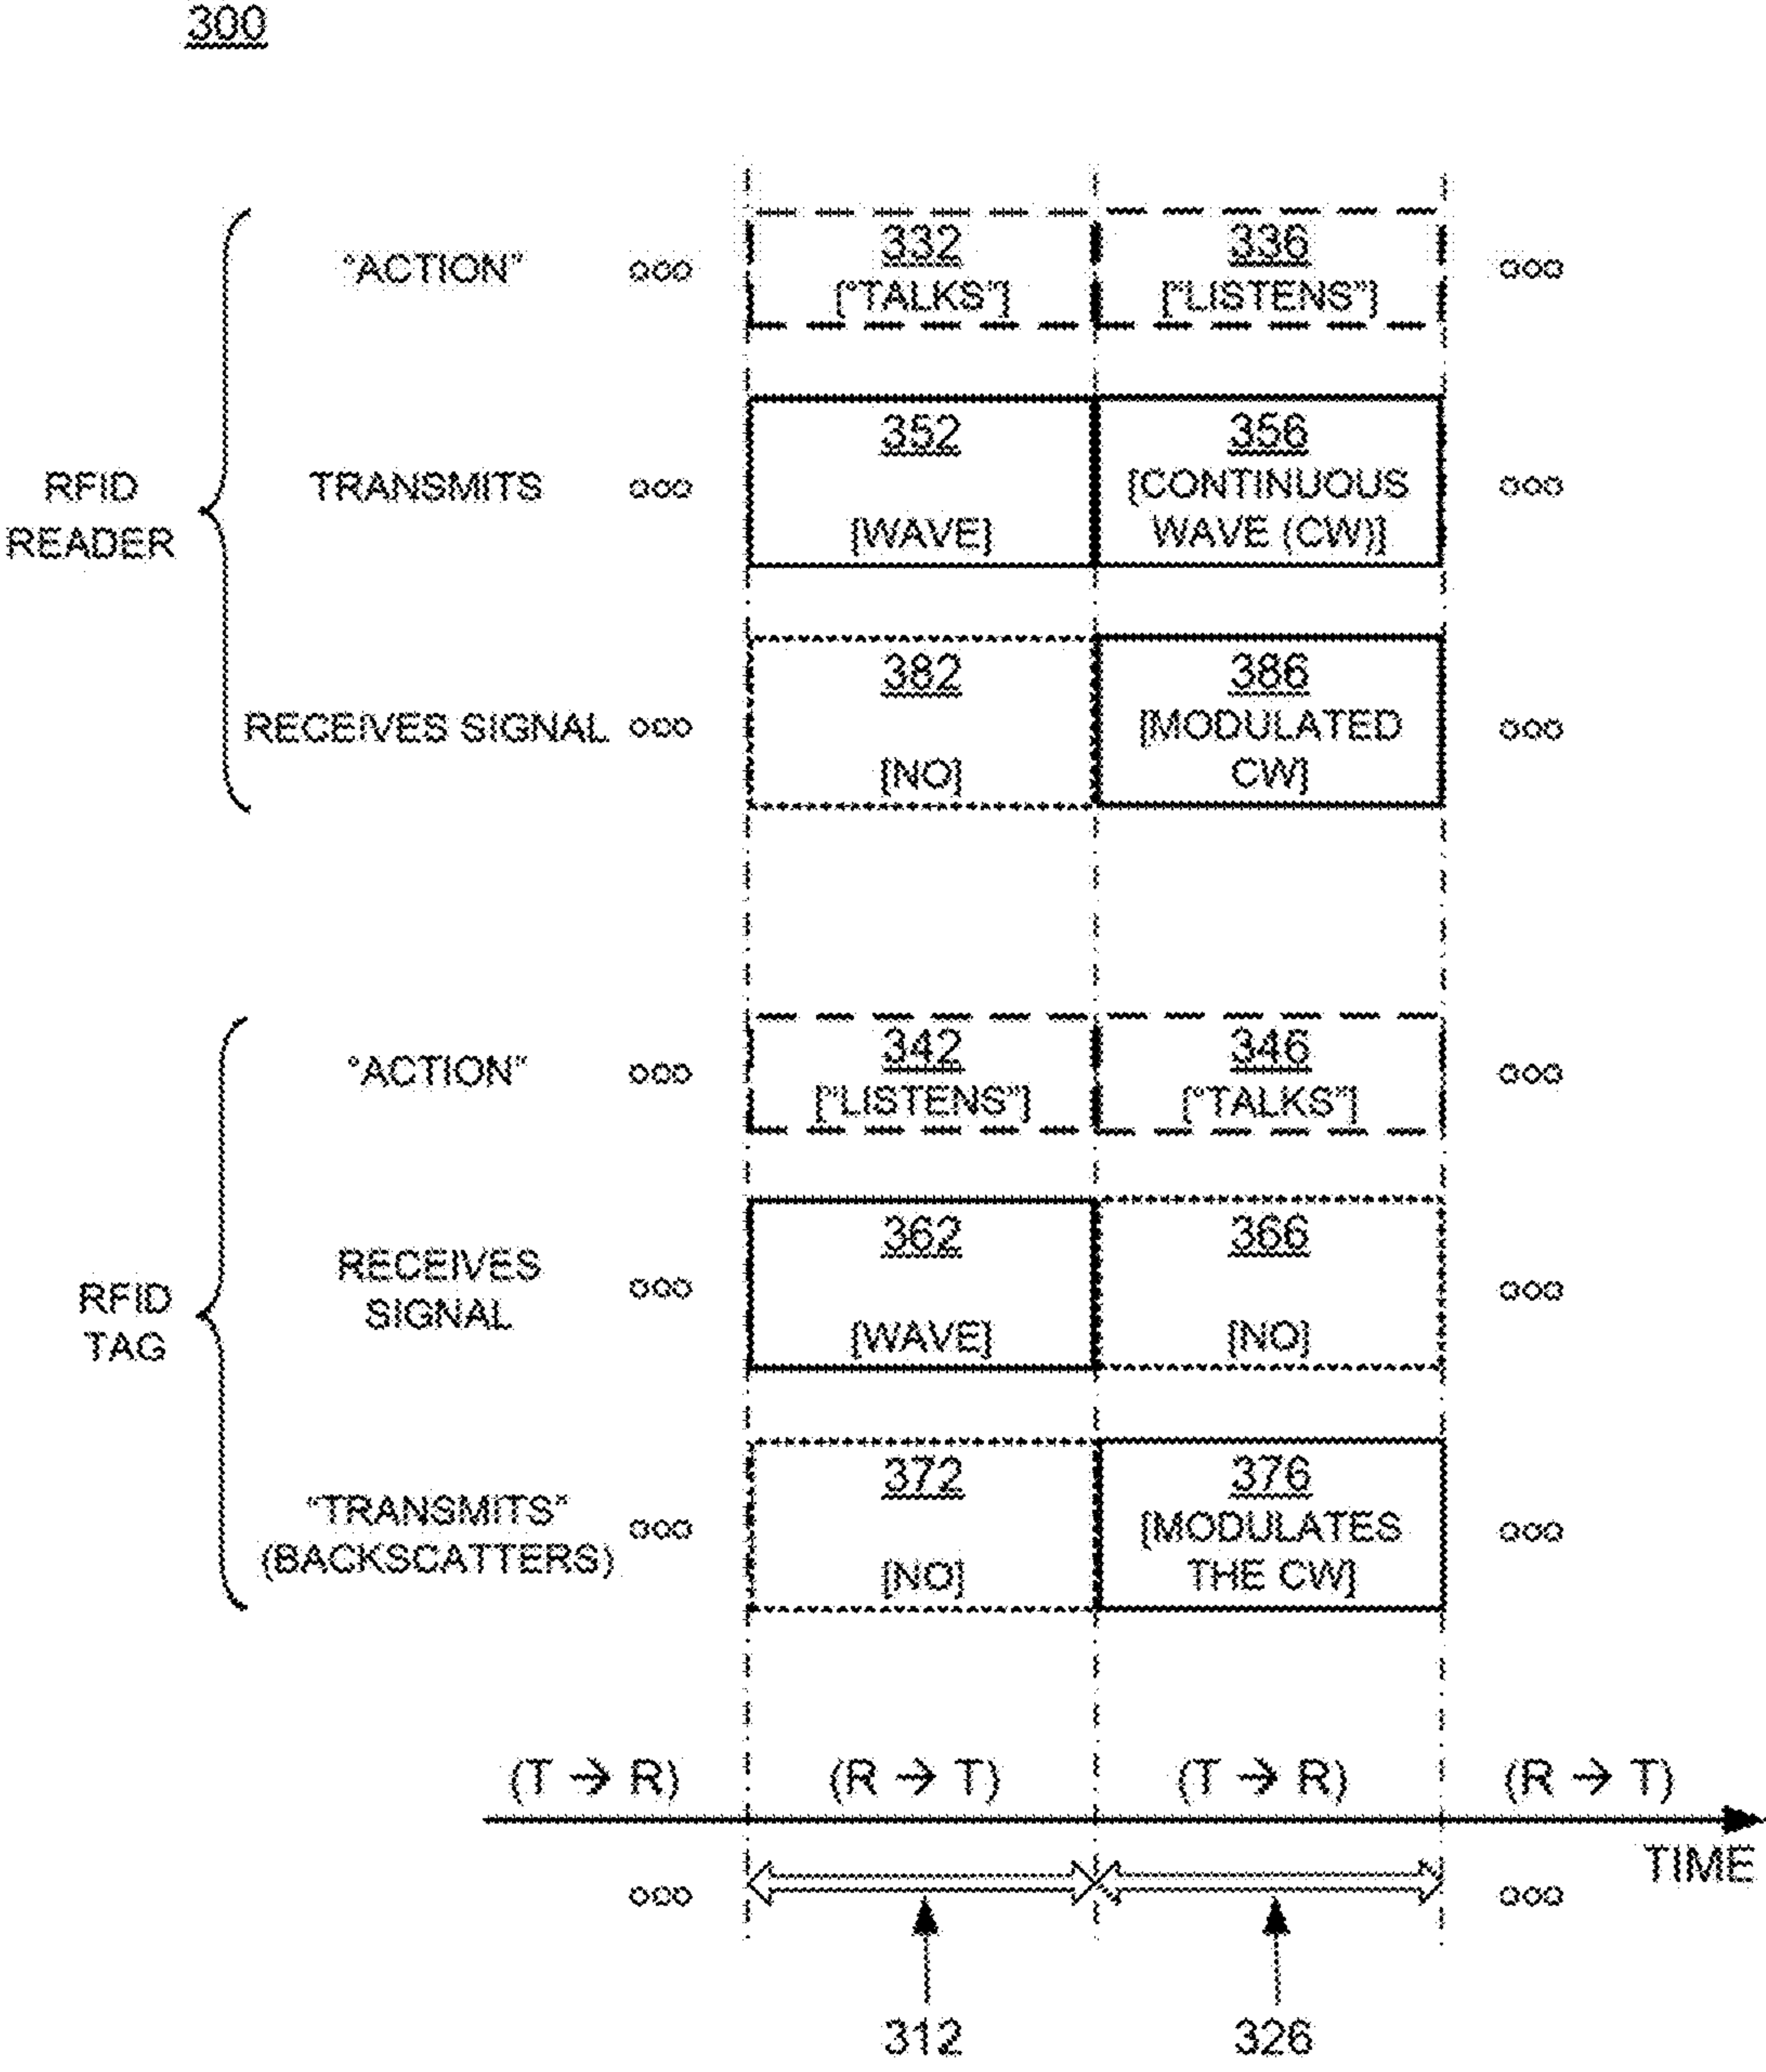 300
RFID
READER
"ACTION"
ooo
332
["TALKS"]
336
["LISTENS"]
ooo
TRANSMITS
ooo
352
[WAVE]
356
[CONTINUOUS
WAVE (CW)]
ooo
RECEIVES SIGNAL
ooo
382
[NO]
386
[MODULATED
CW]
ooo
RFID
TAG
"ACTION"
ooo
342
["LISTENS"]
346
["TALKS"]
ooo
RECEIVES
SIGNAL
ooo
362
[WAVE]
366
[NO]
ooo
"TRANSMITS"
(BACKSCATTERS)
ooo
372
[NO]
376
[MODULATES
THE CW]
ooo
(T → R)
(R → T)
(T → R)
(R → T)
TIME
ooo
ooo
312
326